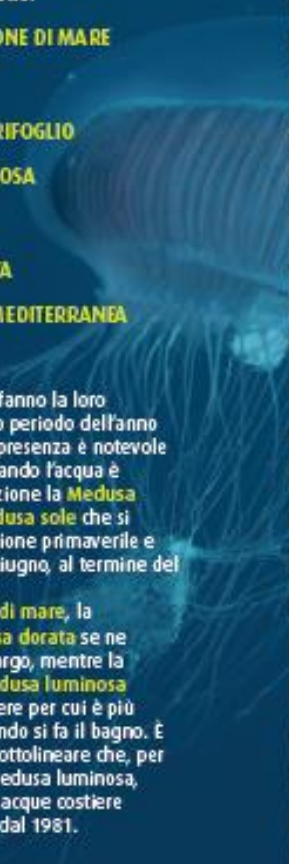 ONE DI MARE
RIFOGLIO
OSA
TA
MEDITERRANEA
fanno la loro
o periodo dell'anno
presenza è notevole
ando l'acqua è
zione la Medusa
dusa sole che si
ione primaverile e
iugno, al termine del
di mare, la
sa dorata se ne
argo, mentre la
dusa luminosa
ere per cui è più
ndo si fa il bagno. È
ottolineare che, per
edusa luminosa,
acque costiere
dal 1981.